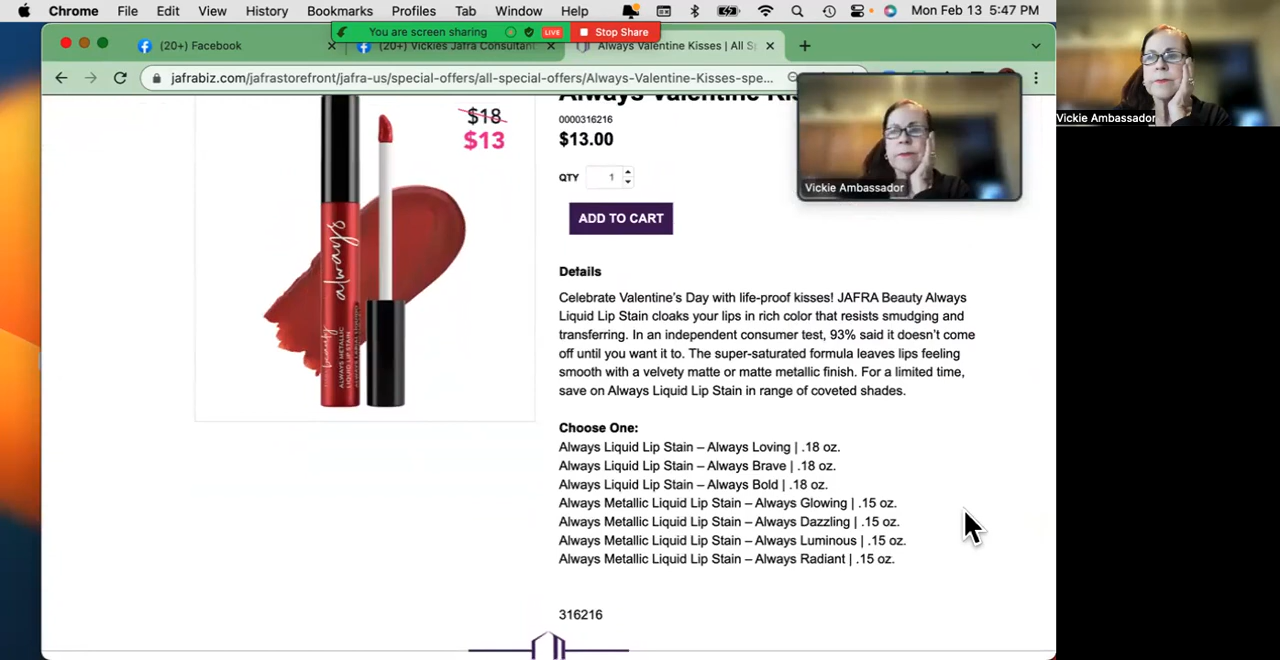 Chrome File Edit View History Bookmarks Profiles Tab Window Help Mon Feb 13 5:47 PM
You are screen sharing LIVE Stop Share
(20+) Facebook
(20+) Vickies Jafra Consultant
Always Valentine Kisses | All S
jafrabiz.com/jafrastorefront/jafra-us/special-offers/all-special-offers/Always-Valentine-Kisses-spe...
Vickie Ambassador
Vickie Ambassador
$18
$13
always
beauty
ALWAYS METALLIC
LIQUID LIP STAIN
Always Valentine Kis
0000316216
$13.00
QTY 1
ADD TO CART
Details
Celebrate Valentine's Day with life-proof kisses! JAFRA Beauty Always
Liquid Lip Stain cloaks your lips in rich color that resists smudging and
transferring. In an independent consumer test, 93% said it doesn't come
off until you want it to. The super-saturated formula leaves lips feeling
smooth with a velvety matte or matte metallic finish. For a limited time,
save on Always Liquid Lip Stain in range of coveted shades.
Choose One:
Always Liquid Lip Stain – Always Loving | .18 oz.
Always Liquid Lip Stain – Always Brave | .18 oz.
Always Liquid Lip Stain – Always Bold | .18 oz.
Always Metallic Liquid Lip Stain – Always Glowing | .15 oz.
Always Metallic Liquid Lip Stain – Always Dazzling | .15 oz.
Always Metallic Liquid Lip Stain – Always Luminous | .15 oz.
Always Metallic Liquid Lip Stain – Always Radiant | .15 oz.
316216